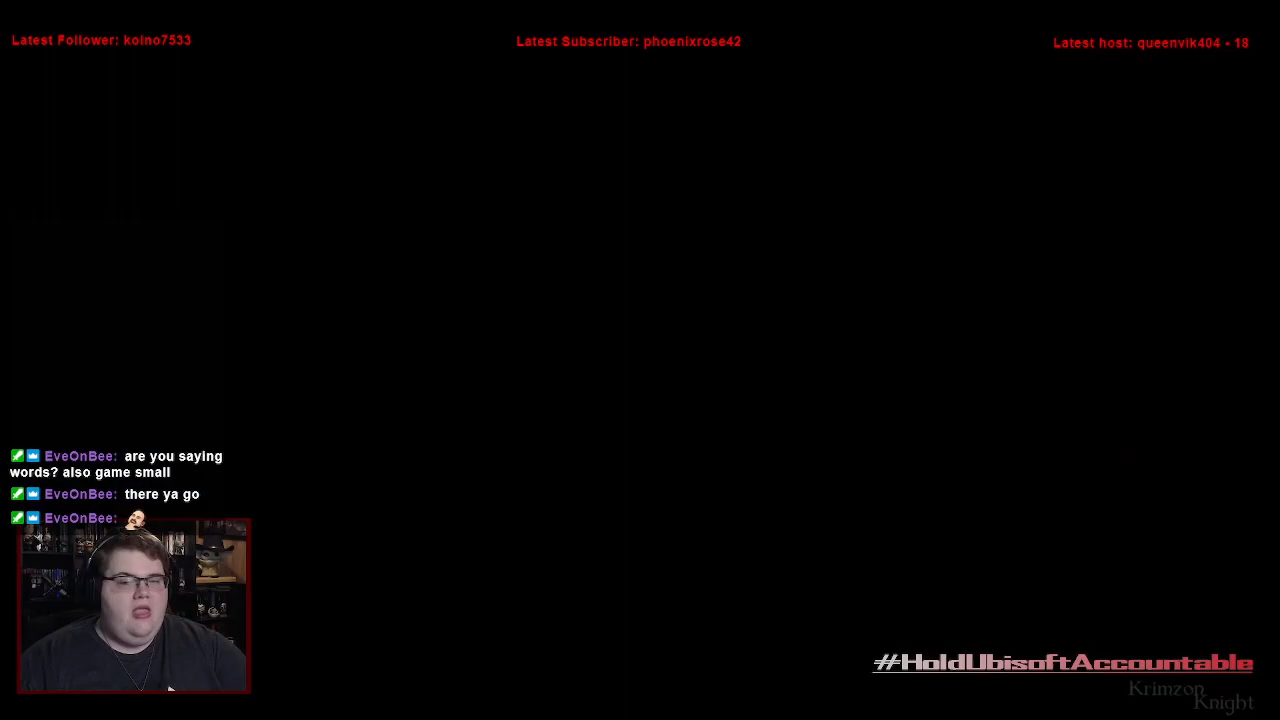 Latest Follower: kolno7533
Latest Subscriber: phoenixrose42
Latest host: queenvik404 - 18
EveOnBee: are you saying
words? also game small
EveOnBee: there ya go
EveOnBee:
#HoldUbisoftAccountable
Krimzon
Knight